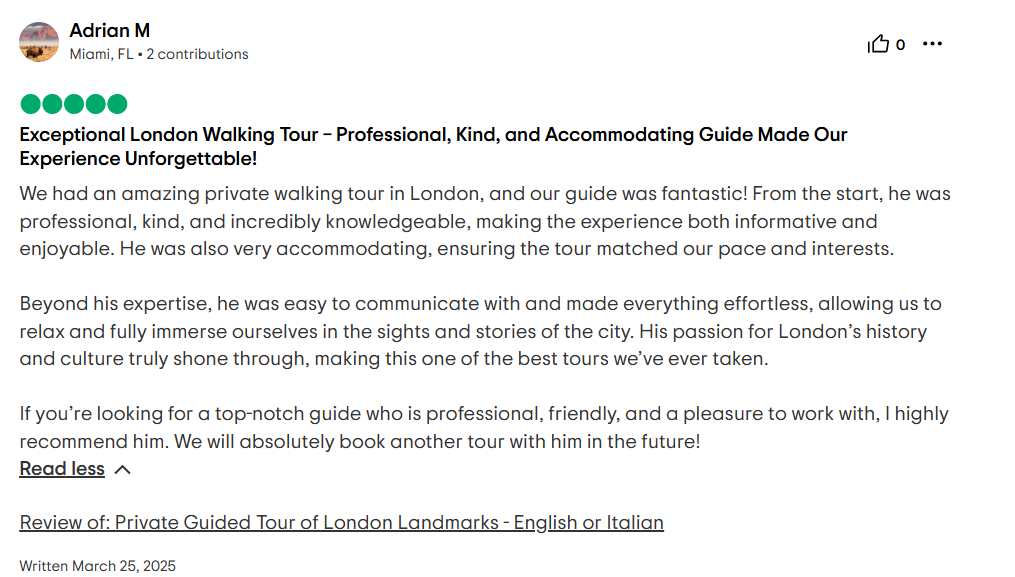 Adrian M
Miami, FL • 2 contributions
0
Exceptional London Walking Tour – Professional, Kind, and Accommodating Guide Made Our
Experience Unforgettable!
We had an amazing private walking tour in London, and our guide was fantastic! From the start, he was
professional, kind, and incredibly knowledgeable, making the experience both informative and
enjoyable. He was also very accommodating, ensuring the tour matched our pace and interests.
Beyond his expertise, he was easy to communicate with and made everything effortless, allowing us to
relax and fully immerse ourselves in the sights and stories of the city. His passion for London’s history
and culture truly shone through, making this one of the best tours we’ve ever taken.
If you’re looking for a top-notch guide who is professional, friendly, and a pleasure to work with, I highly
recommend him. We will absolutely book another tour with him in the future!
Read less
Review of: Private Guided Tour of London Landmarks - English or Italian
Written March 25, 2025